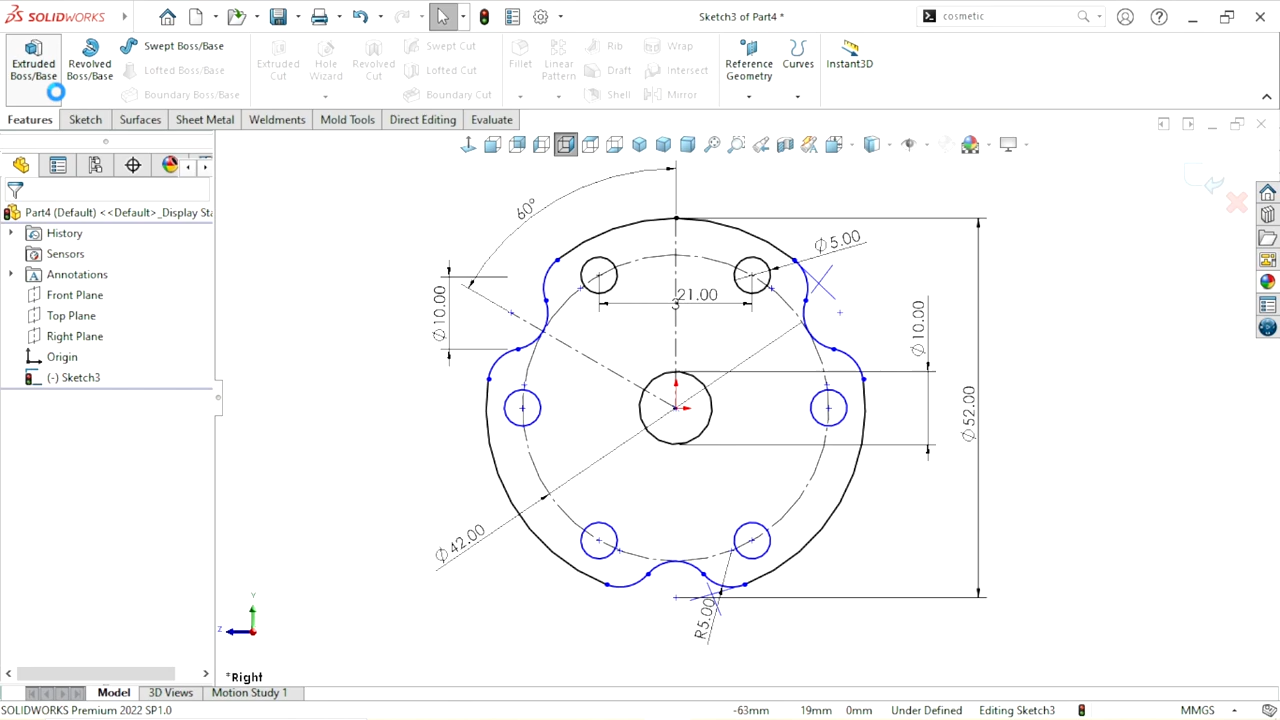 SOLIDWORKS
Sketch3 of Part4 *
cosmetic
Extruded Boss/Base
Revolved Boss/Base
Swept Boss/Base
Lofted Boss/Base
Boundary Boss/Base
Extruded Cut
Hole Wizard
Revolved Cut
Swept Cut
Lofted Cut
Boundary Cut
Fillet
Linear Pattern
Rib
Draft
Shell
Wrap
Intersect
Mirror
Reference Geometry
Curves
Instant3D
Features
Sketch
Surfaces
Sheet Metal
Weldments
Mold Tools
Direct Editing
Evaluate
Part4 (Default) <<Default>_Display Sta
History
Sensors
Annotations
Front Plane
Top Plane
Right Plane
Origin
(-) Sketch3
60°
Ø5.00
21.00
3
Ø10.00
Ø10.00
Ø52.00
Ø42.00
R5.00
Y
Z
*Right
Model
3D Views
Motion Study 1
SOLIDWORKS Premium 2022 SP1.0
-63mm
19mm
0mm
Under Defined
Editing Sketch3
MMGS